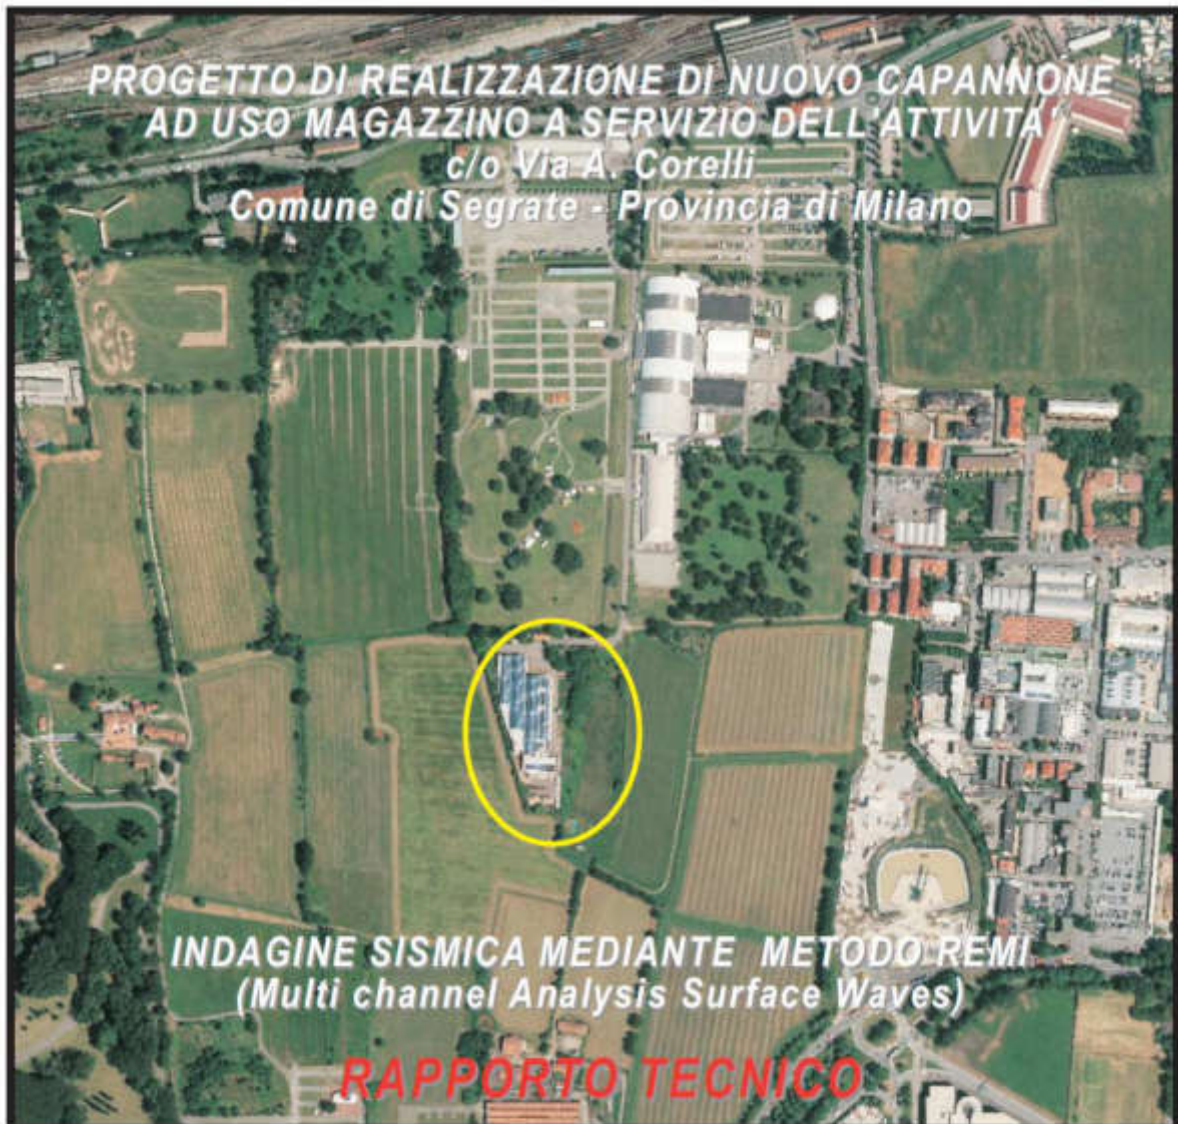 PROGETTO DI REALIZZAZIONE DI NUOVO CAPANNONE
AD USO MAGAZZINO A SERVIZIO DELL'ATTIVITA'
c/o Via A. Corelli
Comune di Segrate - Provincia di Milano
INDAGINE SISMICA MEDIANTE METODO REMI
(Multi channel Analysis Surface Waves)
RAPPORTO TECNICO